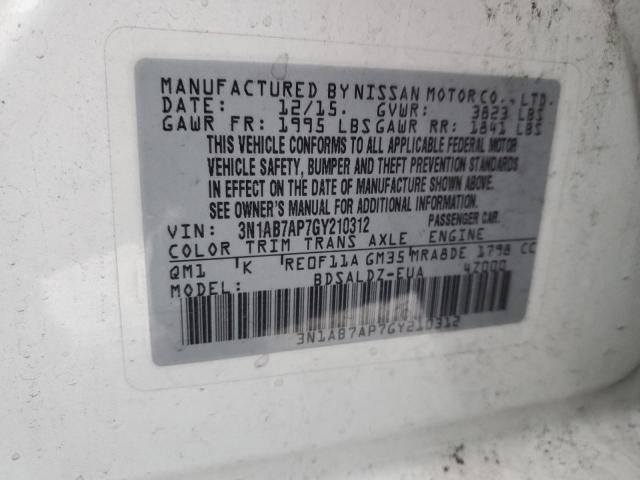 MANUFACTURED BY NISSAN MOTOR CO., LTD.
DATE: 12/15. GVWR: 3823 LBS
GAWR FR: 1995 LBS GAWR RR: 1841 LBS
THIS VEHICLE CONFORMS TO ALL APPLICABLE FEDERAL MOTOR
VEHICLE SAFETY, BUMPER AND THEFT PREVENTION STANDARDS
IN EFFECT ON THE DATE OF MANUFACTURE SHOWN ABOVE.
SEE OWNER'S MANUAL FOR ADDITIONAL INFORMATION.
VIN: 3N1AB7AP7GY210312 PASSENGER CAR.
COLOR TRIM TRANS AXLE ENGINE
QM1 K RE0F11A GM35 MRA8DE 1798 CC
MODEL: BDSALDZ-EUA 4Z000
3N1AB7AP7GY210312